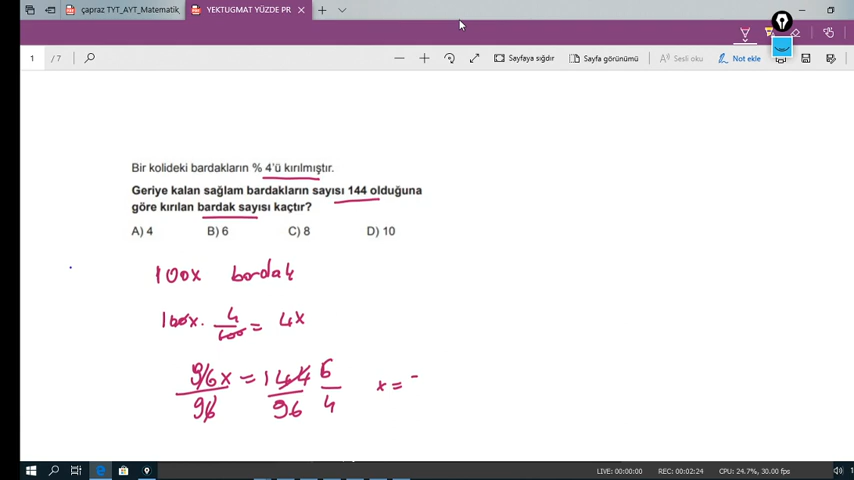 çapraz TYT_AYT_Matematik_
YEKTUGMAT YÜZDE PR
1 / 7
Sayfaya sığdır
Sayfa görünümü
Sesli oku
Not ekle
Bir kolideki bardakların % 4'ü kırılmıştır.
Geriye kalan sağlam bardakların sayısı 144 olduğuna
göre kırılan bardak sayısı kaçtır?
A) 4 B) 6 C) 8 D) 10
100x bardak
100x · 4/100 = 4x
96x/96 = 144/96 6/4 x =
LIVE: 00:00:00 REC: 00:02:24 CPU: 24.7%, 30.00 fps